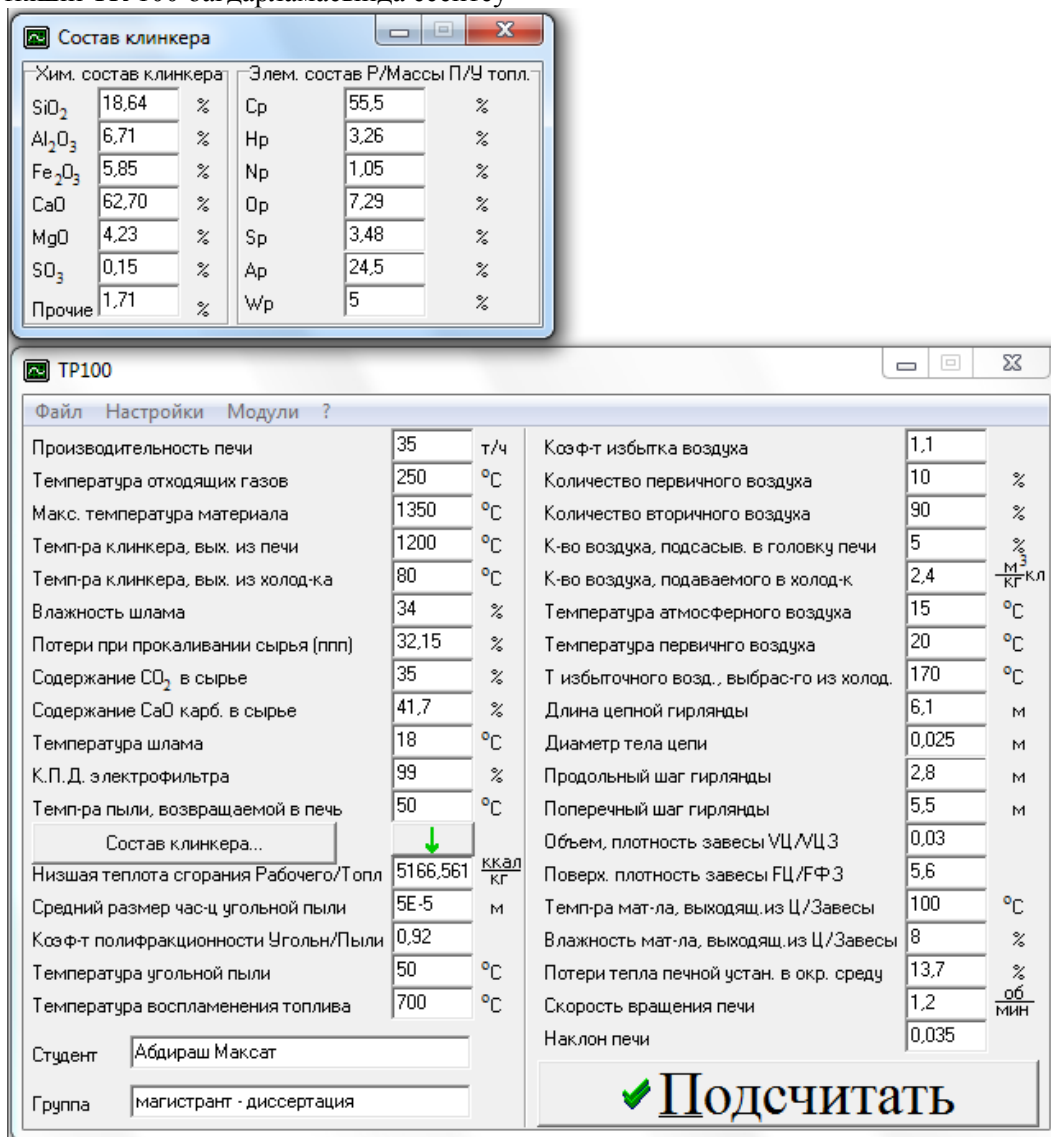 пиши ТК-100 бағдарламасында есептеу
Состав клинкера
Хим. состав клинкера Элем. состав Р/Массы П/У топл.
SiO2 18,64 % Cp 55,5 %
Al2O3 6,71 % Hp 3,26 %
Fe2O3 5,85 % Np 1,05 %
CaO 62,70 % Op 7,29 %
MgO 4,23 % Sp 3,48 %
SO3 0,15 % Ap 24,5 %
Прочие 1,71 % Wp 5 %
TP100
Файл Настройки Модули ?
Производительность печи 35 т/ч
Температура отходящих газов 250 °C
Макс. температура материала 1350 °C
Темп-ра клинкера, вых. из печи 1200 °C
Темп-ра клинкера, вых. из холод-ка 80 °C
Влажность шлама 34 %
Потери при прокаливании сырья (ппп) 32,15 %
Содержание CO2 в сырье 35 %
Содержание CaO карб. в сырье 41,7 %
Температура шлама 18 °C
К.П.Д. электрофильтра 99 %
Темп-ра пыли, возвращаемой в печь 50 °C
Состав клинкера...
Низшая теплота сгорания Рабочего/Топл 5166,561 ккал/кг
Средний размер час-ц угольной пыли 5E-5 м
Коэф-т полифракционности Угольн/Пыли 0,92
Температура угольной пыли 50 °C
Температура воспламенения топлива 700 °C
Студент Абдираш Максат
Группа магистрант - диссертация
Коэф-т избытка воздуха 1,1
Количество первичного воздуха 10 %
Количество вторичного воздуха 90 %
К-во воздуха, подсасыв. в головку печи 5 %
К-во воздуха, подаваемого в холод-к 2,4 м3/кг кл
Температура атмосферного воздуха 15 °C
Температура первичнго воздуха 20 °C
Т избыточного возд., выбрас-го из холод. 170 °C
Длина цепной гирлянды 6,1 м
Диаметр тела цепи 0,025 м
Продольный шаг гирлянды 2,8 м
Поперечный шаг гирлянды 5,5 м
Объем, плотность завесы VЦ/VЦЗ 0,03
Поверх. плотность завесы FЦ/FФЗ 5,6
Темп-ра мат-ла, выходящ.из Ц/Завесы 100 °C
Влажность мат-ла, выходящ.из Ц/Завесы 8 %
Потери тепла печной устан. в окр. среду 13,7 %
Скорость вращения печи 1,2 об/мин
Наклон печи 0,035
Подсчитать